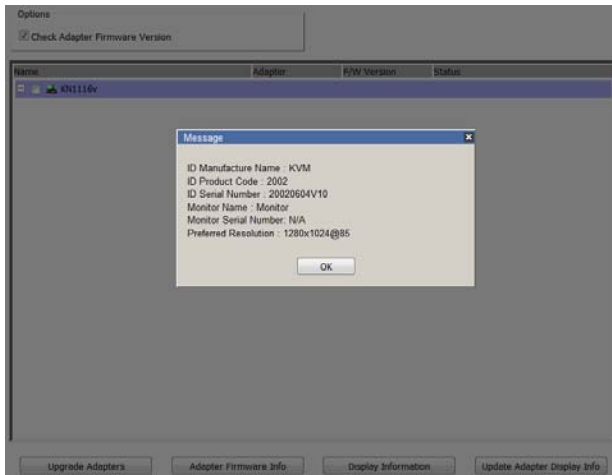 Options
Check Adapter Firmware Version
Name Adapter F/W Version Status
KN1116v
Message
ID Manufacture Name : KVM
ID Product Code : 2002
ID Serial Number : 20020604V10
Monitor Name : Monitor
Monitor Serial Number: N/A
Preferred Resolution : 1280x1024@85
OK
Upgrade Adapters Adapter Firmware Info Display Information Update Adapter Display Info